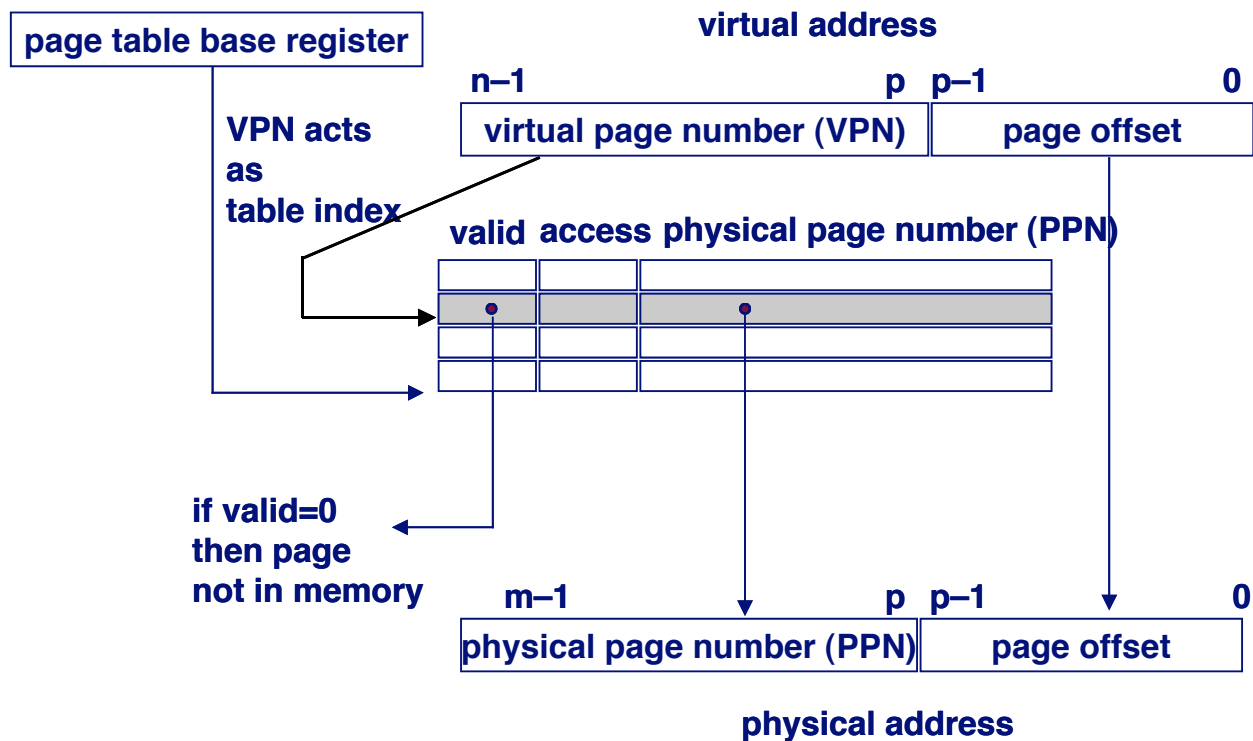 virtual address
page table base register
n–1 p p–1 0
VPN acts
as
table index
virtual page number (VPN) page offset
valid access physical page number (PPN)
if valid=0
then page
not in memory
m–1 p p–1 0
physical page number (PPN) page offset
physical address